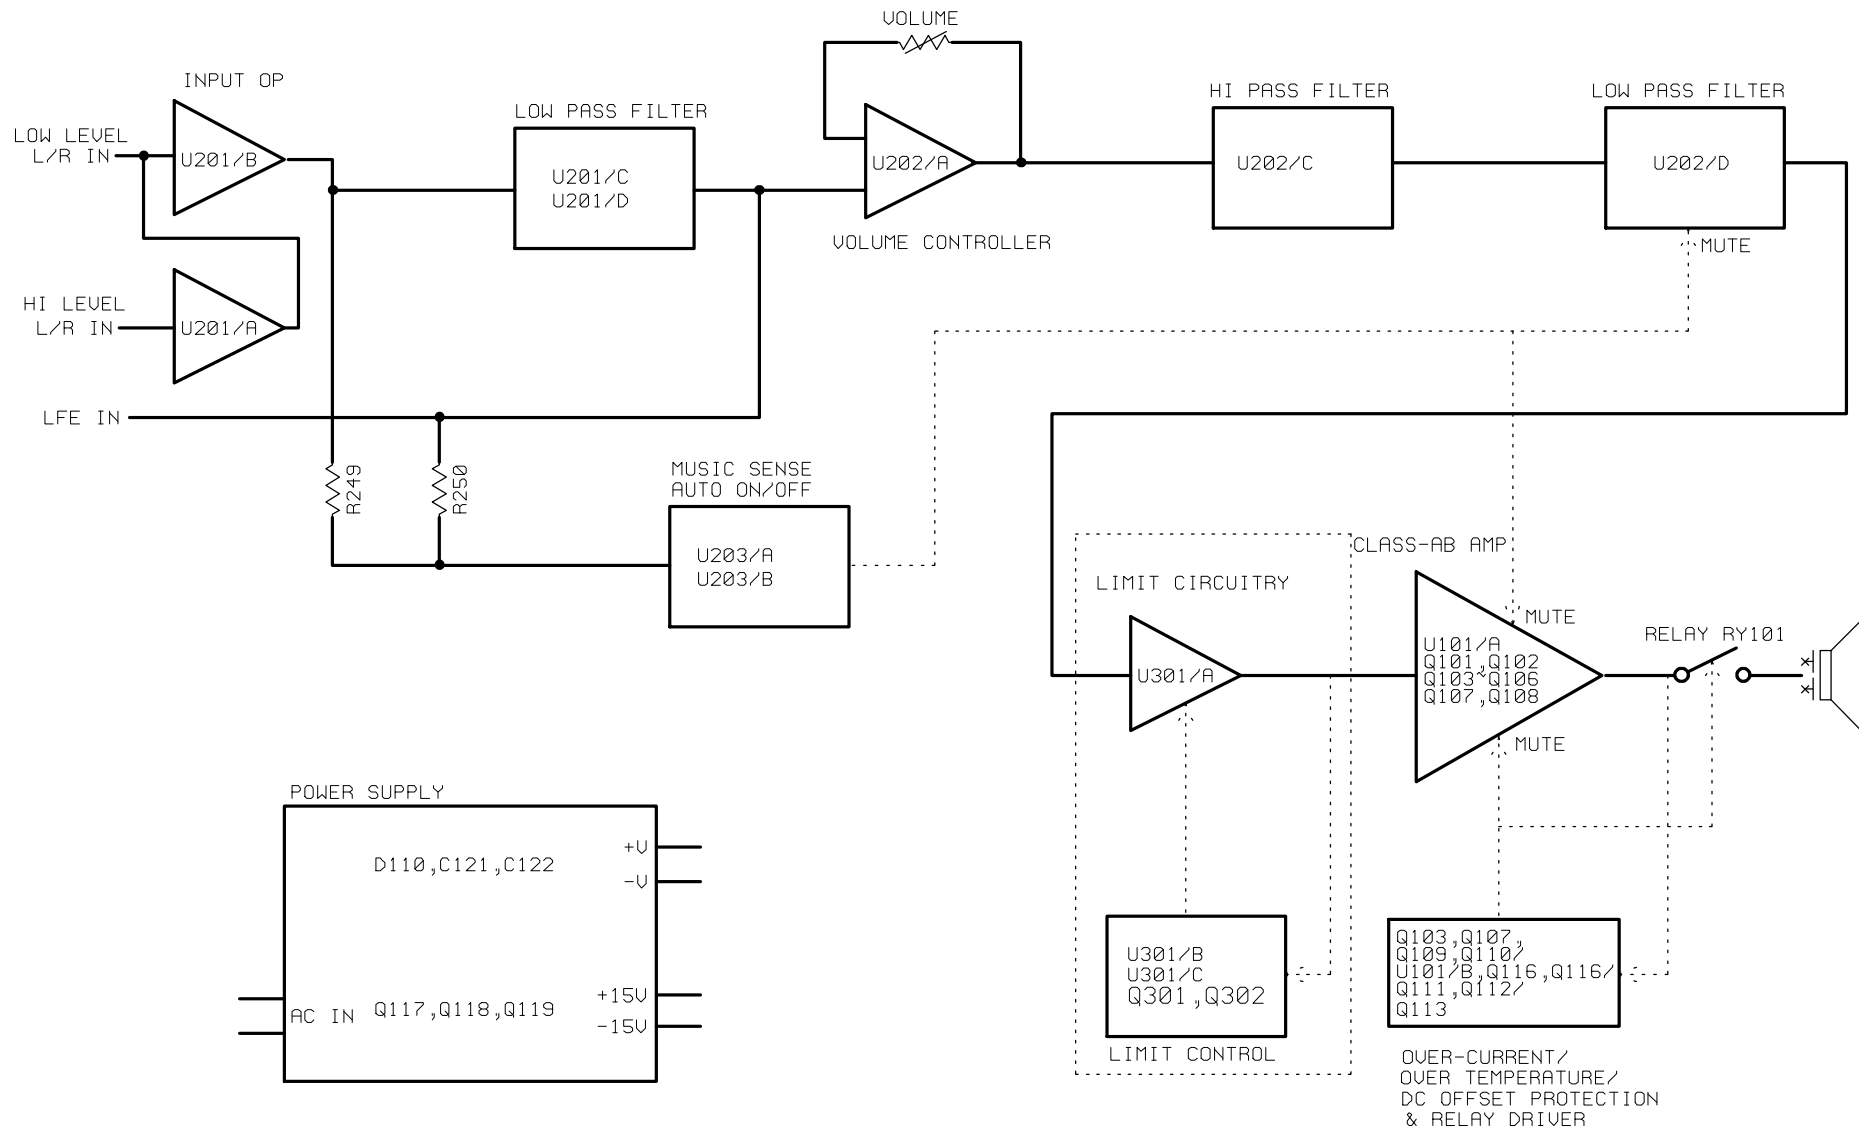 VOLUME
INPUT OP
LOW LEVEL
L/R IN
U201/B
LOW PASS FILTER
U201/C
U201/D
U202/A
VOLUME CONTROLLER
HI PASS FILTER
U202/C
LOW PASS FILTER
U202/D
MUTE
HI LEVEL
L/R IN
U201/A
LFE IN
R249
R250
MUSIC SENSE
AUTO ON/OFF
U203/A
U203/B
LIMIT CIRCUITRY
U301/A
CLASS-AB AMP
MUTE
U101/A
Q101,Q102
Q103~Q106
Q107,Q108
MUTE
RELAY RY101
POWER SUPPLY
D110,C121,C122
+V
-V
AC IN
Q117,Q118,Q119
+15V
-15V
U301/B
U301/C
Q301,Q302
LIMIT CONTROL
Q103,Q107,
Q109,Q110/
U101/B,Q116,Q116/
Q111,Q112/
Q113
OVER-CURRENT/
OVER TEMPERATURE/
DC OFFSET PROTECTION
& RELAY DRIVER